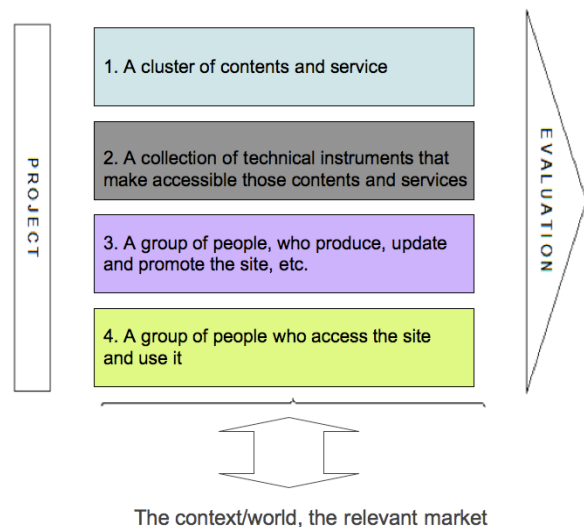 1. A cluster of contents and service
PROJECT
2. A collection of technical instruments that
make accessible those contents and services
EVALUATION
3. A group of people, who produce, update
and promote the site, etc.
4. A group of people who access the site
and use it
The context/world, the relevant market